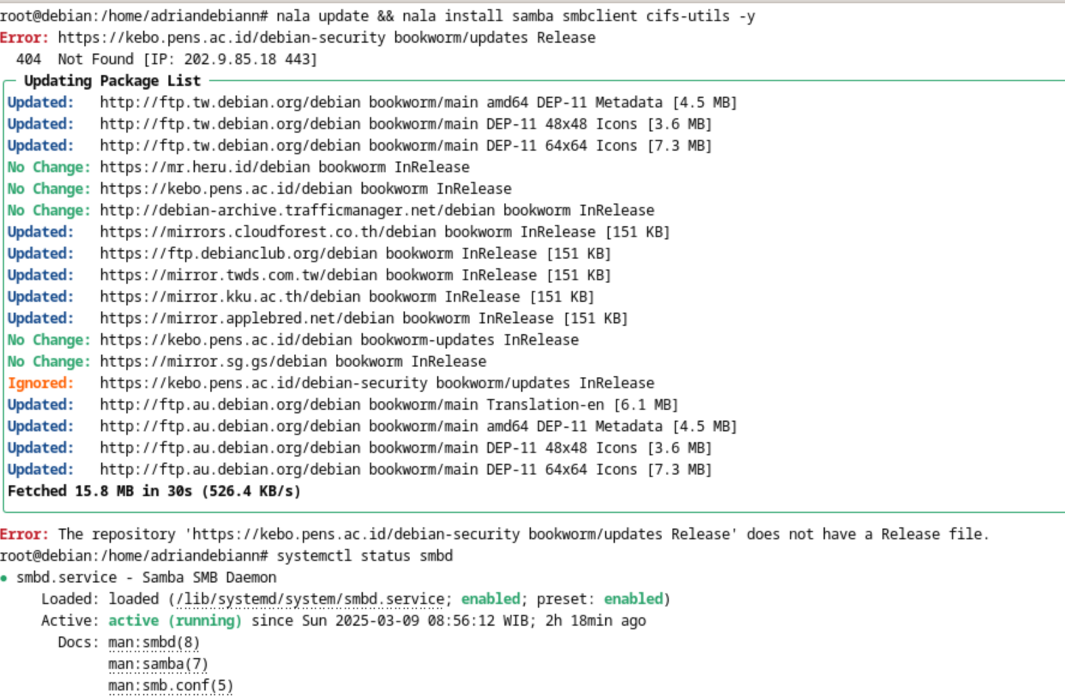 root@debian:/home/adriandebiann# nala update && nala install samba smbclient cifs-utils -y
Error: https://kebo.pens.ac.id/debian-security bookworm/updates Release
  404  Not Found [IP: 202.9.85.18 443]
Updating Package List
Updated:   http://ftp.tw.debian.org/debian bookworm/main amd64 DEP-11 Metadata [4.5 MB]
Updated:   http://ftp.tw.debian.org/debian bookworm/main DEP-11 48x48 Icons [3.6 MB]
Updated:   http://ftp.tw.debian.org/debian bookworm/main DEP-11 64x64 Icons [7.3 MB]
No Change: https://mr.heru.id/debian bookworm InRelease
No Change: https://kebo.pens.ac.id/debian bookworm InRelease
No Change: http://debian-archive.trafficmanager.net/debian bookworm InRelease
Updated:   https://mirrors.cloudforest.co.th/debian bookworm InRelease [151 KB]
Updated:   https://ftp.debianclub.org/debian bookworm InRelease [151 KB]
Updated:   https://mirror.twds.com.tw/debian bookworm InRelease [151 KB]
Updated:   https://mirror.kku.ac.th/debian bookworm InRelease [151 KB]
Updated:   https://mirror.applebred.net/debian bookworm InRelease [151 KB]
No Change: https://kebo.pens.ac.id/debian bookworm-updates InRelease
No Change: https://mirror.sg.gs/debian bookworm InRelease
Ignored:   https://kebo.pens.ac.id/debian-security bookworm/updates InRelease
Updated:   http://ftp.au.debian.org/debian bookworm/main Translation-en [6.1 MB]
Updated:   http://ftp.au.debian.org/debian bookworm/main amd64 DEP-11 Metadata [4.5 MB]
Updated:   http://ftp.au.debian.org/debian bookworm/main DEP-11 48x48 Icons [3.6 MB]
Updated:   http://ftp.au.debian.org/debian bookworm/main DEP-11 64x64 Icons [7.3 MB]
Fetched 15.8 MB in 30s (526.4 KB/s)
Error: The repository 'https://kebo.pens.ac.id/debian-security bookworm/updates Release' does not have a Release file.
root@debian:/home/adriandebiann# systemctl status smbd
● smbd.service - Samba SMB Daemon
     Loaded: loaded (/lib/systemd/system/smbd.service; enabled; preset: enabled)
     Active: active (running) since Sun 2025-03-09 08:56:12 WIB; 2h 18min ago
       Docs: man:smbd(8)
             man:samba(7)
             man:smb.conf(5)